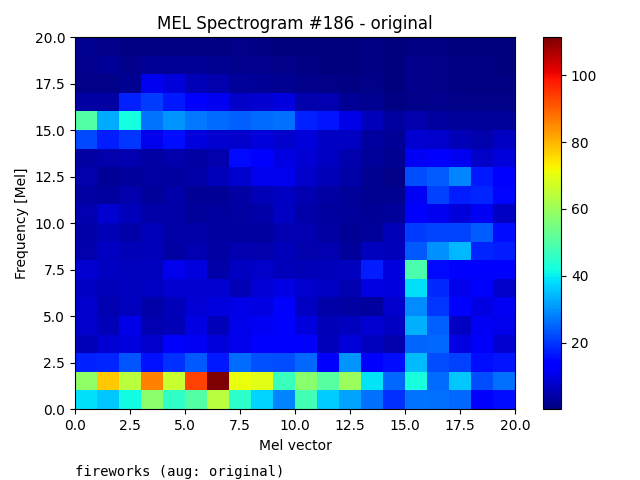 MEL Spectrogram #186 - original
20.0
17.5
15.0
12.5
10.0
7.5
5.0
2.5
0.0
Frequency [Mel]
0.0 2.5 5.0 7.5 10.0 12.5 15.0 17.5 20.0
Mel vector
100
80
60
40
20
fireworks (aug: original)